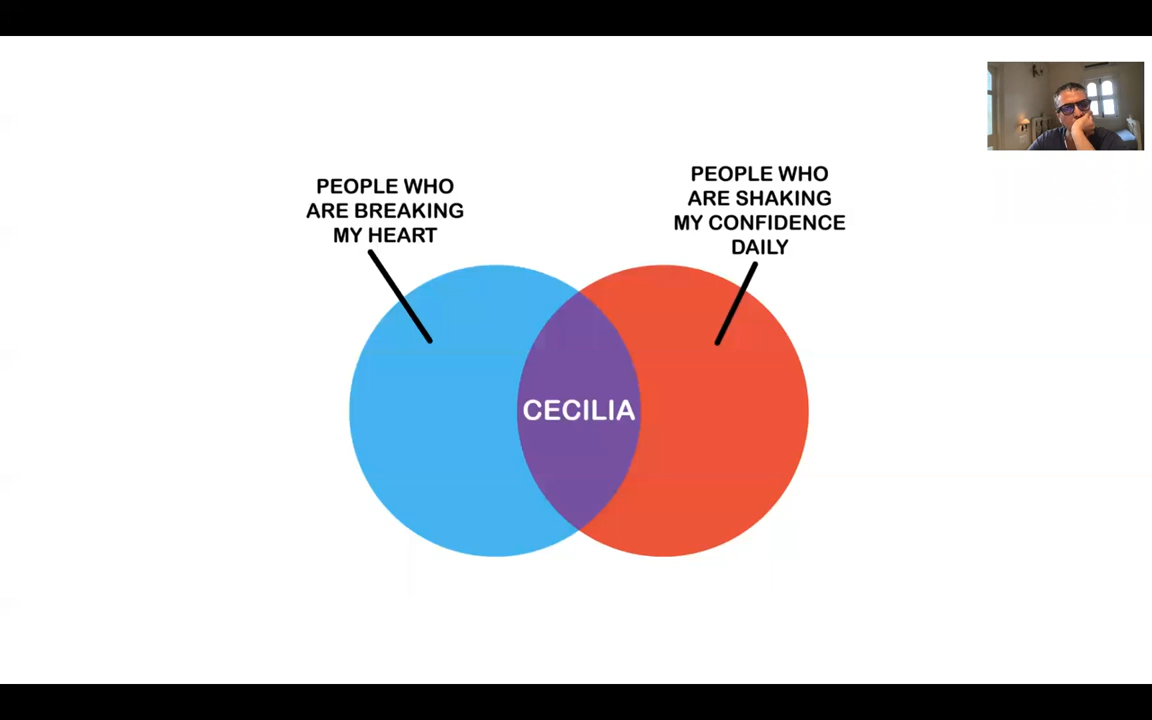 PEOPLE WHO
ARE BREAKING
MY HEART
PEOPLE WHO
ARE SHAKING
MY CONFIDENCE
DAILY
CECILIA